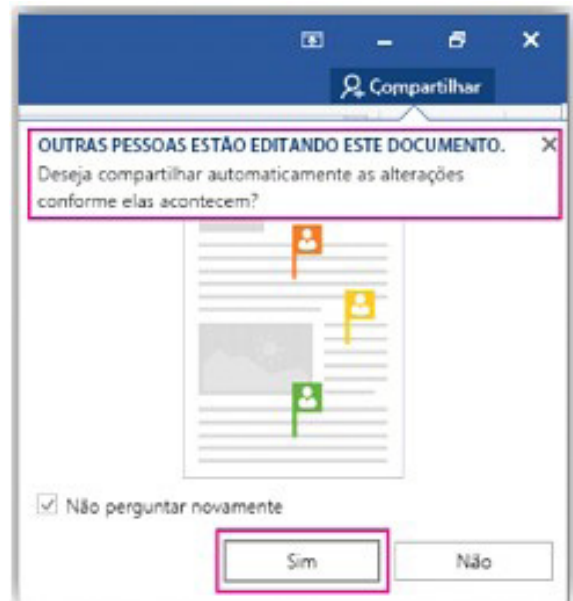 Compartilhar
OUTRAS PESSOAS ESTÃO EDITANDO ESTE DOCUMENTO.
Deseja compartilhar automaticamente as alterações
conforme elas acontecem?
Não perguntar novamente
Sim Não